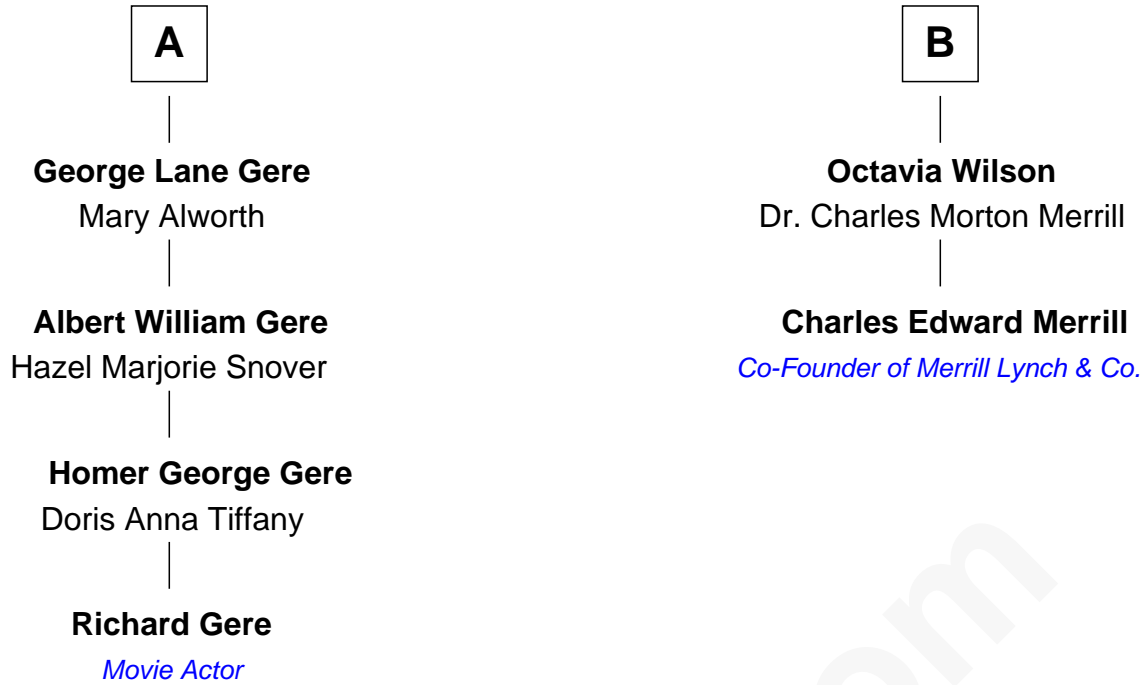 A
George Lane Gere
Mary Alworth
Albert William Gere
Hazel Marjorie Snover
Homer George Gere
Doris Anna Tiffany
Richard Gere
Movie Actor
B
Octavia Wilson
Dr. Charles Morton Merrill
Charles Edward Merrill
Co-Founder of Merrill Lynch & Co.
om